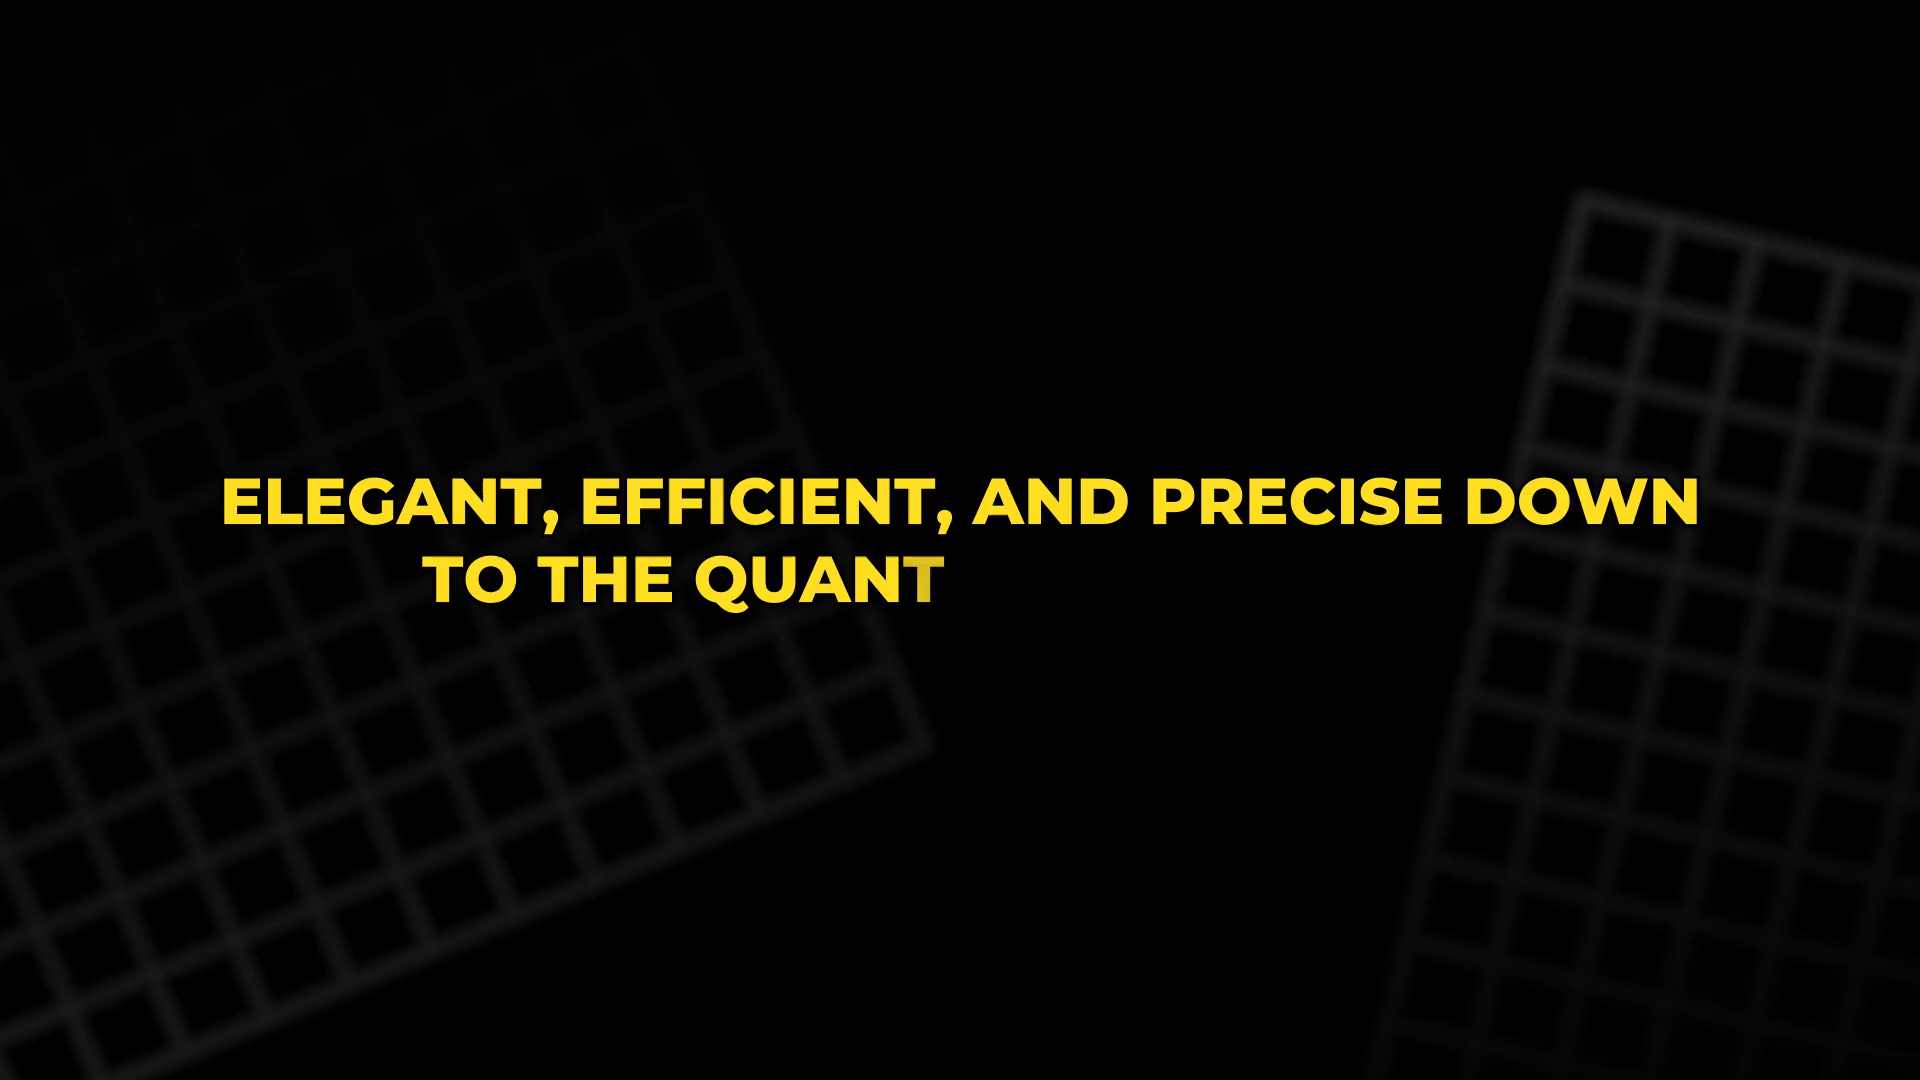 ELEGANT, EFFICIENT, AND PRECISE DOWN
TO THE QUANT